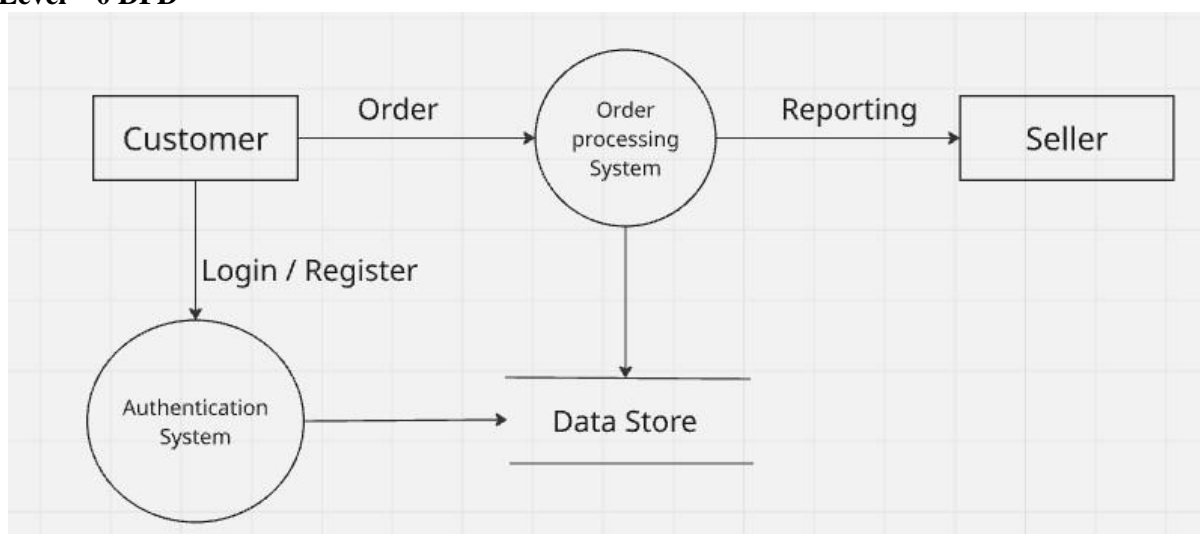 Level – 0 DFD
Customer
Order
Order
processing
System
Reporting
Seller
Login / Register
Authentication
System
Data Store